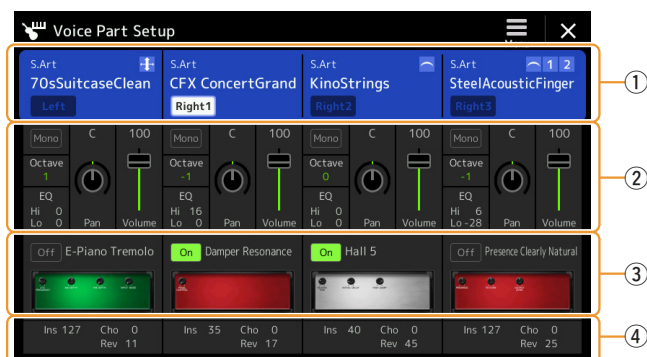 Voice Part Setup
S.Art S.Art S.Art S.Art 1 2
70sSuitcaseClean CFX ConcertGrand KinoStrings SteelAcousticFinger
Left Right1 Right2 Right3
①
Mono C 100 Mono C 100 Mono C 100 Mono C 100
Octave Octave Octave Octave
1 -1 0 -1
EQ EQ EQ EQ
Hi 0 Hi 16 Hi 0 Hi 6
Lo 0 Pan Volume Lo 0 Pan Volume Lo 0 Pan Volume Lo -28 Pan Volume
②
Off E-Piano Tremolo On Damper Resonance On Hall 5 Off Presence Clearly Natural
③
Ins 127 Cho 0 Ins 35 Cho 0 Ins 40 Cho 0 Ins 127 Cho 0
Rev 11 Rev 17 Rev 45 Rev 25
④